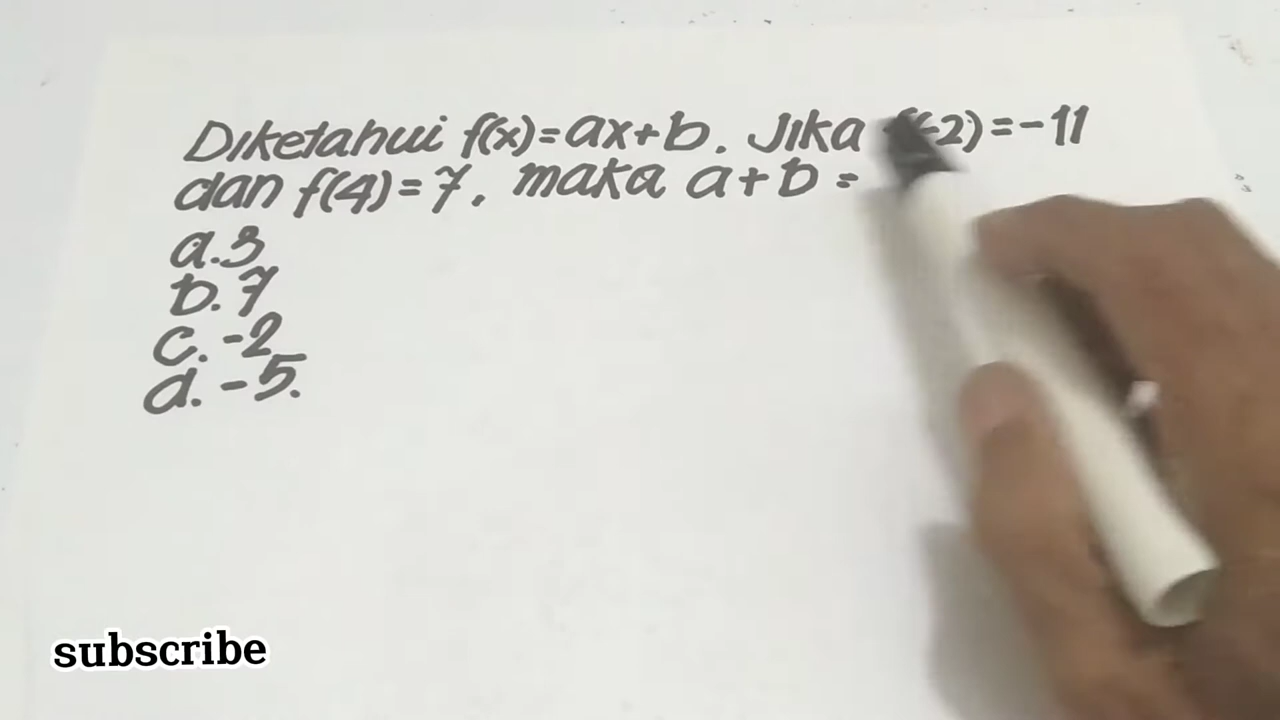 Diketahui f(x)=ax+b. Jika f(-2)=-11
dan f(4)=7, maka a+b=
a.3
b.7
c.-2
d.-5.
subscribe